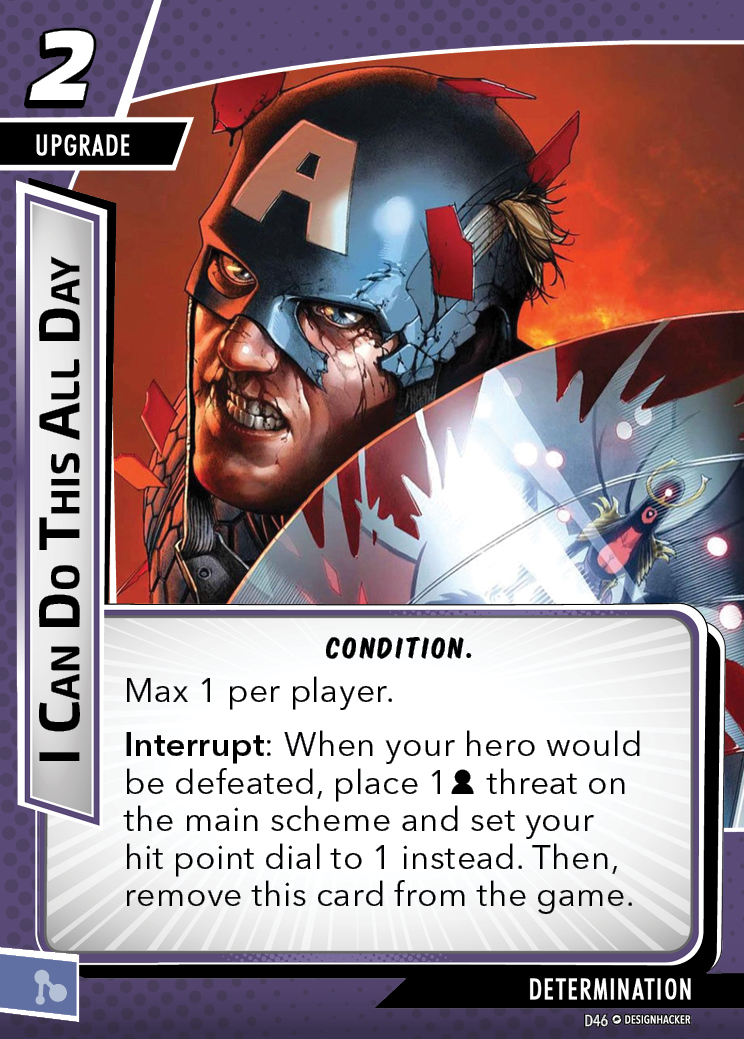 2
UPGRADE
I CAN DO THIS ALL DAY
A
CONDITION.
Max 1 per player.
Interrupt: When your hero would
be defeated, place 1 threat on
the main scheme and set your
hit point dial to 1 instead. Then,
remove this card from the game.
DETERMINATION
D46 DESIGNHACKER